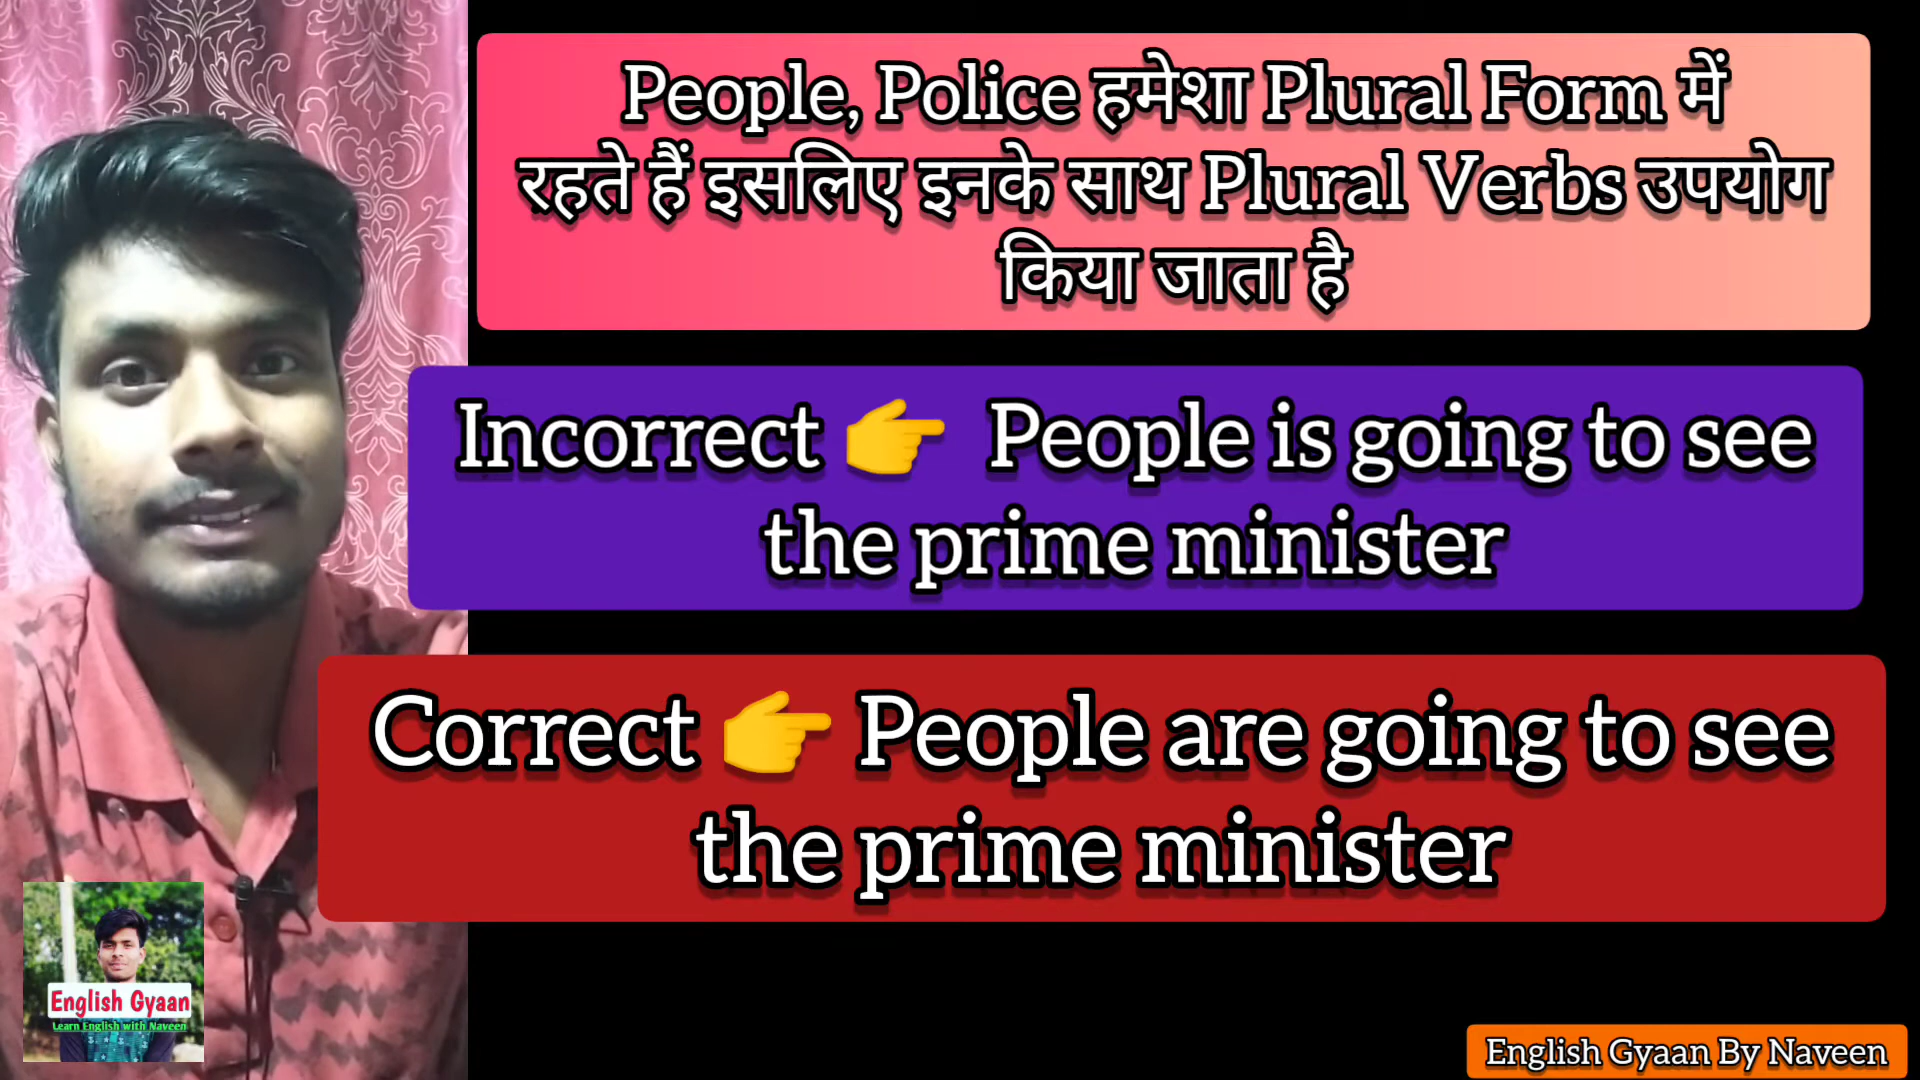 People, Police हमेशा Plural Form में
रहते हैं इसलिए इनके साथ Plural Verbs उपयोग
किया जाता है
Incorrect 👉 People is going to see
the prime minister
Correct 👉 People are going to see
the prime minister
English Gyaan
Learn English with Naveen
English Gyaan By Naveen